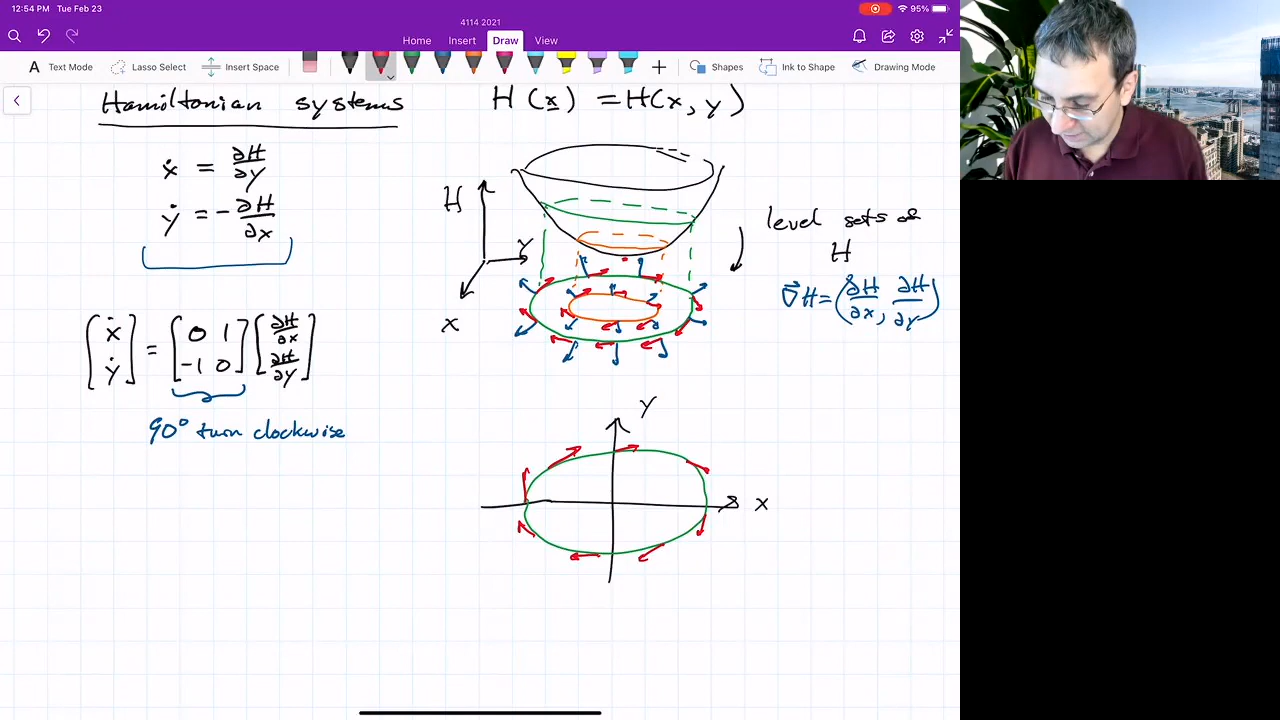 12:54 PM Tue Feb 23
95%
4114 2021
Home Insert Draw View
Text Mode Lasso Select Insert Space Shapes Ink to Shape Drawing Mode
Hamiltonian systems
H(x) = H(x, y)
ẋ = ∂H/∂y
ẏ = -∂H/∂x
H
Y
X
level sets of
H
∇H = (∂H/∂x, ∂H/∂y)
[ẋ ẏ] = [0 1 -1 0] [∂H/∂x ∂H/∂y]
90° turn clockwise
Y
X